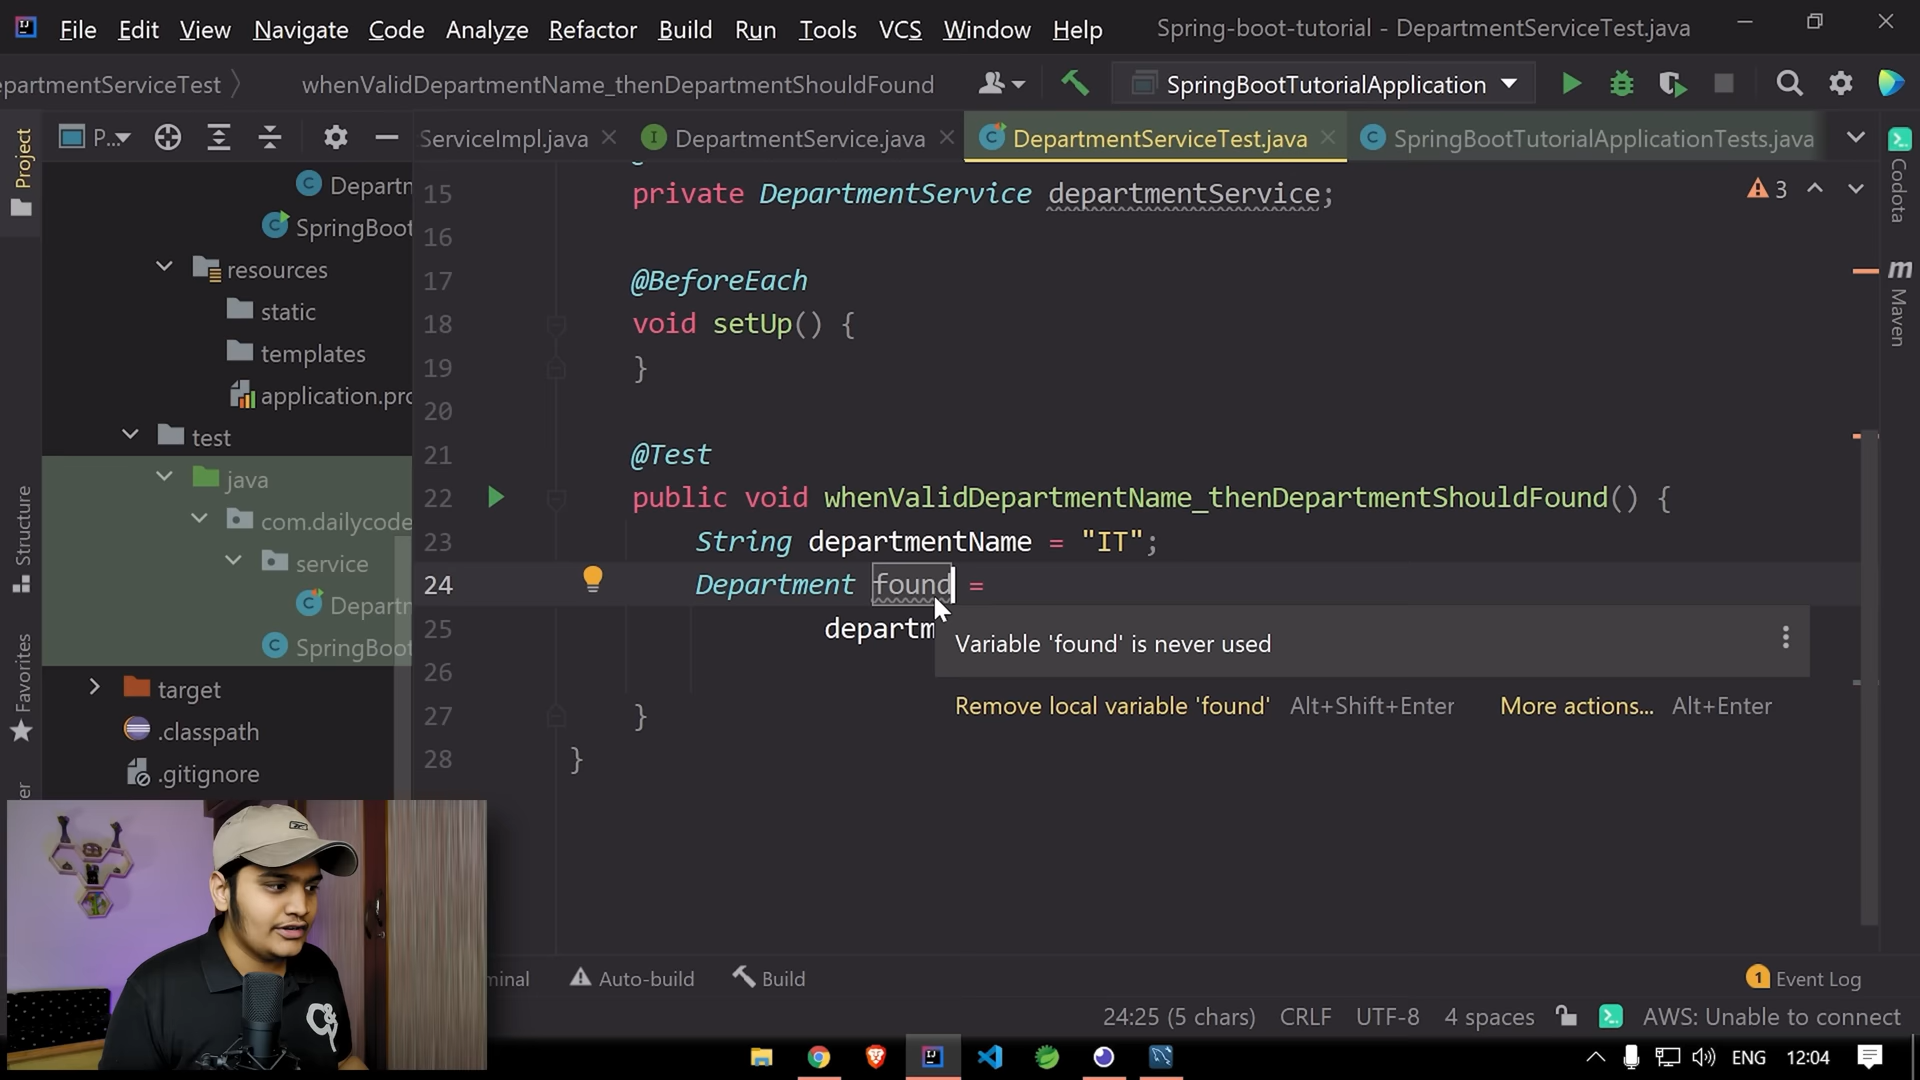 File Edit View Navigate Code Analyze Refactor Build Run Tools VCS Window Help Spring-boot-tutorial - DepartmentServiceTest.java
epartmentServiceTest whenValidDepartmentName_thenDepartmentShouldFound SpringBootTutorialApplication
P... ServiceImpl.java DepartmentService.java DepartmentServiceTest.java SpringBootTutorialApplicationTests.java
Project
Structure
Favorites
Codota
Maven
Departm
SpringBoot
resources
static
templates
application.pro
test
java
com.dailycode
service
Departm
SpringBoot
target
.classpath
.gitignore
15 private DepartmentService departmentService; 3
16
17 @BeforeEach
18 void setUp() {
19 }
20
21 @Test
22 public void whenValidDepartmentName_thenDepartmentShouldFound() {
23 String departmentName = "IT";
24 Department found =
25 departm
26
27 }
28 }
Variable 'found' is never used
Remove local variable 'found' Alt+Shift+Enter More actions... Alt+Enter
minal Auto-build Build 1 Event Log
24:25 (5 chars) CRLF UTF-8 4 spaces AWS: Unable to connect
ENG 12:04